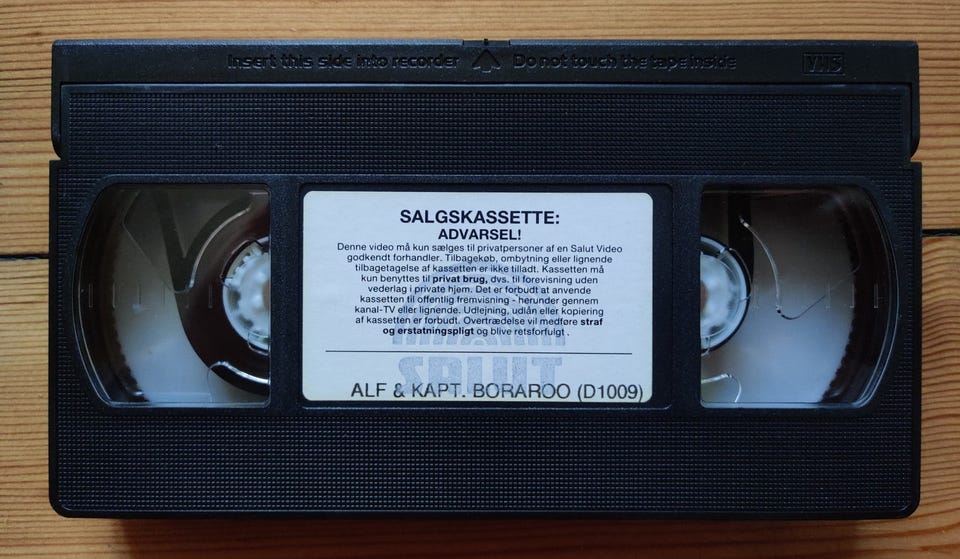 Insert this side into recorder Do not touch the tape inside VHS
SALGSKASSETTE:
ADVARSEL!
Denne video må kun sælges til privatpersoner af en Salut Video
godkendt forhandler. Tilbagekøb, ombytning eller lignende
tilbagetagelse af kassetten er ikke tilladt. Kassetten må
kun benyttes til privat brug, dvs. til forevisning uden
vederlag i private hjem. Det er forbudt at anvende
kassetten til offentlig fremvisning - herunder gennem
kanal-TV eller lignende. Udlejning, udlån eller kopiering
af kassetten er forbudt. Overtrædelse vil medføre straf
og erstatningspligt og blive retsforfulgt .
SALUT
ALF & KAPT. BORAROO (D1009)